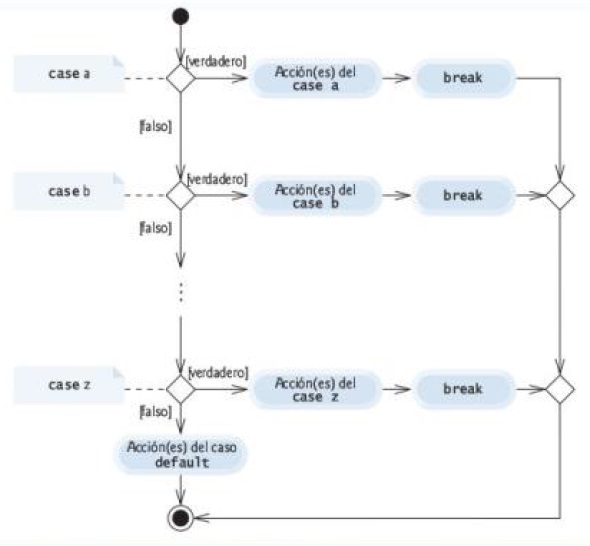 [verdadero]
case a
Acción(es) del
case a
break
[falso]
[verdadero]
case b
Acción(es) del
case b
break
[falso]
[verdadero]
case z
Acción(es) del
case z
break
[falso]
Acción(es) del caso
default